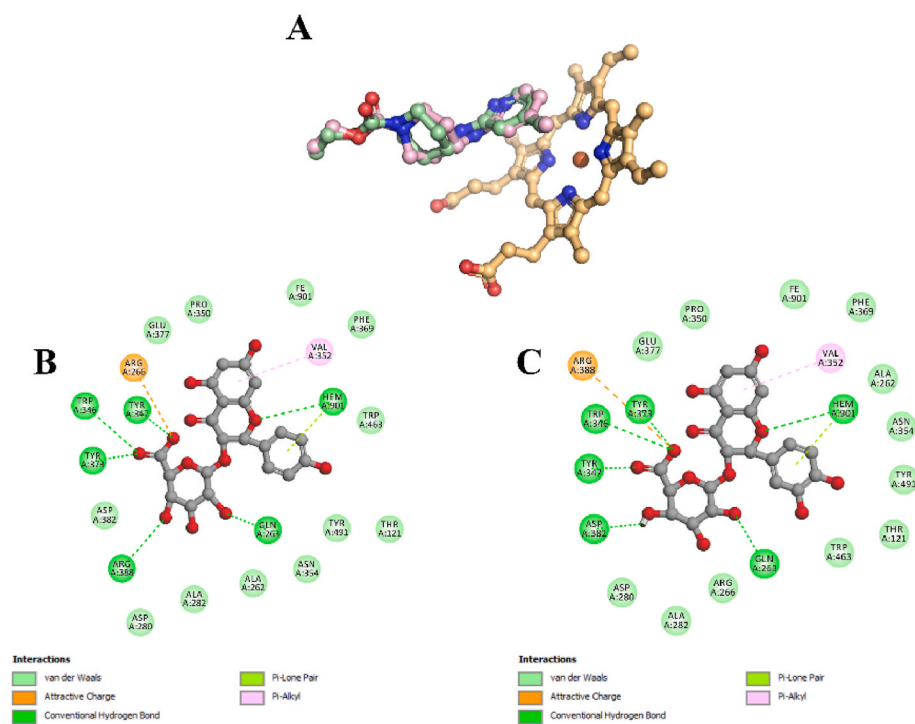 A
B
FE
A:901
PRO
A:350
GLU
A:377
PHE
A:369
ARG
A:266
VAL
A:352
TRP
A:346
TYR
A:347
HEM
A:901
TRP
A:463
TYR
A:373
ASP
A:382
GLN
A:263
TYR
A:491
THR
A:121
ARG
A:388
ASN
A:354
ALA
A:262
ALA
A:282
ASP
A:280
Interactions
van der Waals
Attractive Charge
Conventional Hydrogen Bond
Pi-Lone Pair
Pi-Alkyl
C
FE
A:901
PRO
A:350
PHE
A:369
GLU
A:377
VAL
A:352
ARG
A:388
ALA
A:262
TYR
A:373
HEM
A:901
TRP
A:346
ASN
A:354
TYR
A:347
TYR
A:491
ASP
A:382
THR
A:121
TRP
A:463
GLN
A:263
ARG
A:266
ASP
A:280
ALA
A:282
Interactions
van der Waals
Attractive Charge
Conventional Hydrogen Bond
Pi-Lone Pair
Pi-Alkyl